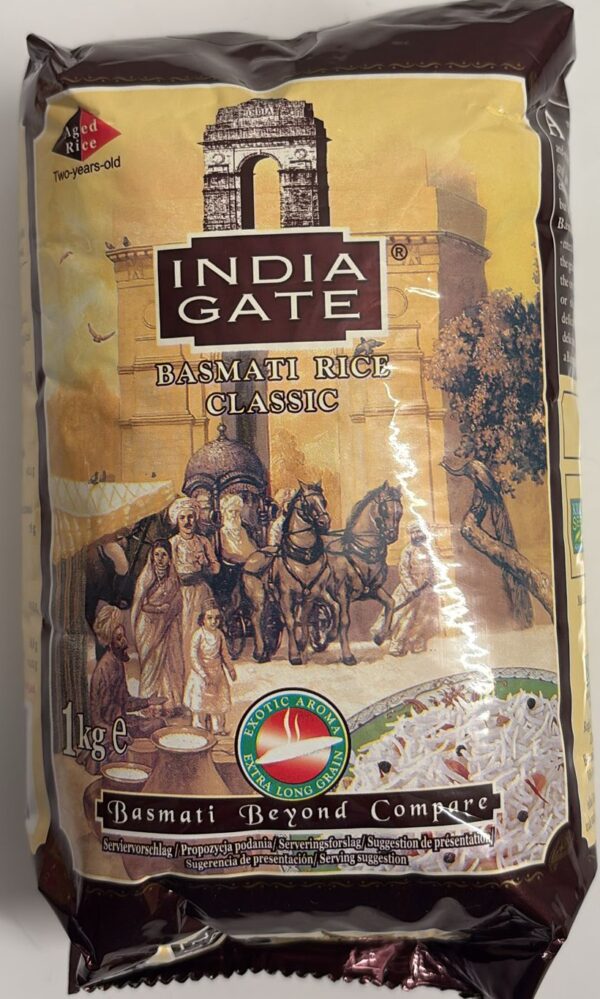 INDIA
Aged
Rice
Two-years-old
INDIA
GATE
®
BASMATI RICE
CLASSIC
1kg e
EXOTIC AROMA
EXTRA LONG GRAIN
Basmati Beyond Compare
Serviervorschlag / Propozycja podania/ Serveringsforslag/ Suggestion de présentation/
Sugerencia de presentación/ Serving suggestion